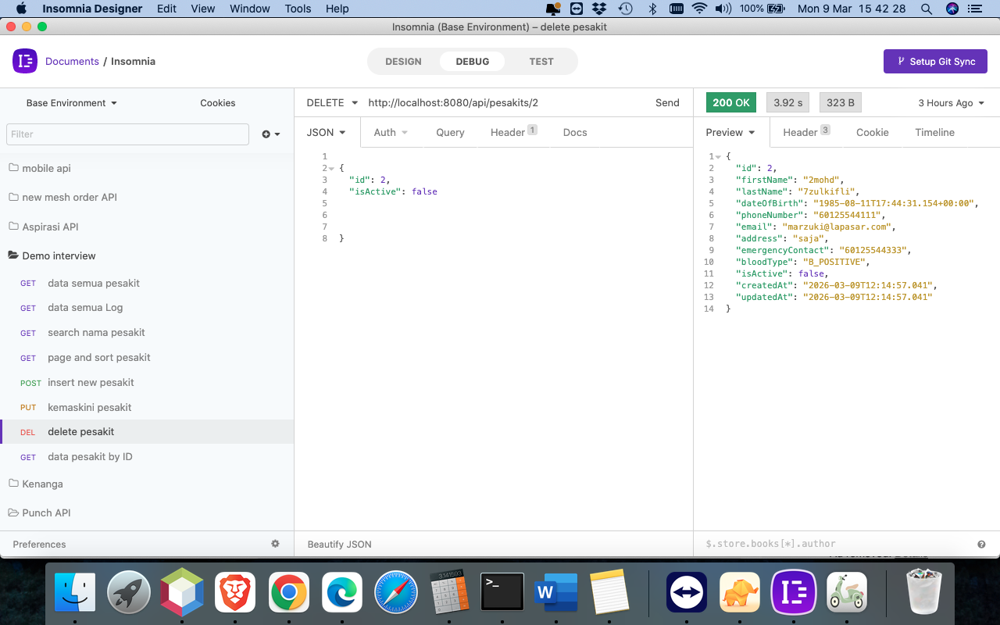 Insomnia Designer Edit View Window Tools Help 100% Mon 9 Mar 15 42 28
Insomnia (Base Environment) – delete pesakit
Documents / Insomnia
DESIGN DEBUG TEST
Setup Git Sync
Base Environment Cookies
DELETE http://localhost:8080/api/pesakits/2 Send
200 OK 3.92 s 323 B 3 Hours Ago
Filter
JSON Auth Query Header 1 Docs
Preview Header 3 Cookie Timeline
mobile api
new mesh order API
Aspirasi API
Demo interview
GET data semua pesakit
GET data semua Log
GET search nama pesakit
GET page and sort pesakit
POST insert new pesakit
PUT kemaskini pesakit
DEL delete pesakit
GET data pesakit by ID
Kenanga
Punch API
Preferences
1
2 {
3 "id": 2,
4 "isActive": false
5
6
7
8 }
Beautify JSON
1 {
2 "id": 2,
3 "firstName": "2mohd",
4 "lastName": "7zulkifli",
5 "dateOfBirth": "1985-08-11T17:44:31.154+00:00",
6 "phoneNumber": "60125544111",
7 "email": "marzuki@lapasar.com",
8 "address": "saja",
9 "emergencyContact": "60125544333",
10 "bloodType": "B_POSITIVE",
11 "isActive": false,
12 "createdAt": "2026-03-09T12:14:57.041",
13 "updatedAt": "2026-03-09T12:14:57.041"
14 }
$.store.books[*].author
3.141593
>_
W